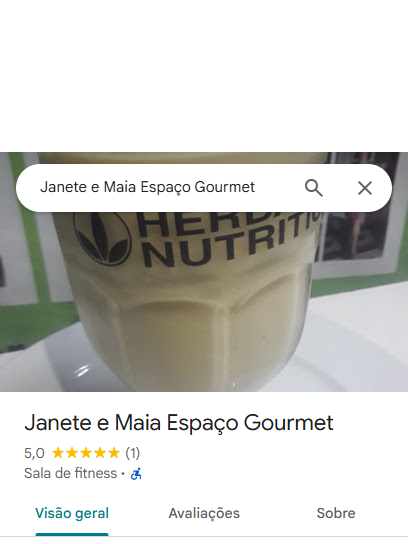 Janete e Maia Espaço Gourmet
NUTRITIO
Janete e Maia Espaço Gourmet
5,0 (1)
Sala de fitness ·
Visão geral Avaliações Sobre